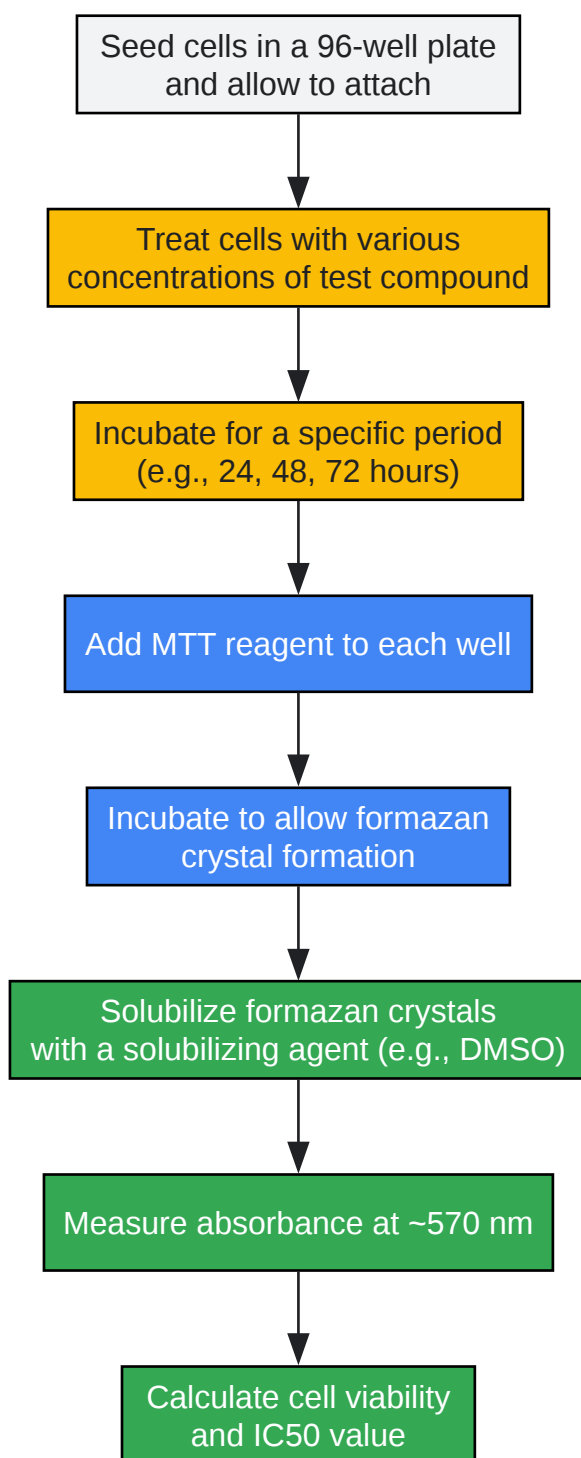 Seed cells in a 96-well plate
and allow to attach
Treat cells with various
concentrations of test compound
Incubate for a specific period
(e.g., 24, 48, 72 hours)
Add MTT reagent to each well
Incubate to allow formazan
crystal formation
Solubilize formazan crystals
with a solubilizing agent (e.g., DMSO)
Measure absorbance at ~570 nm
Calculate cell viability
and IC50 value